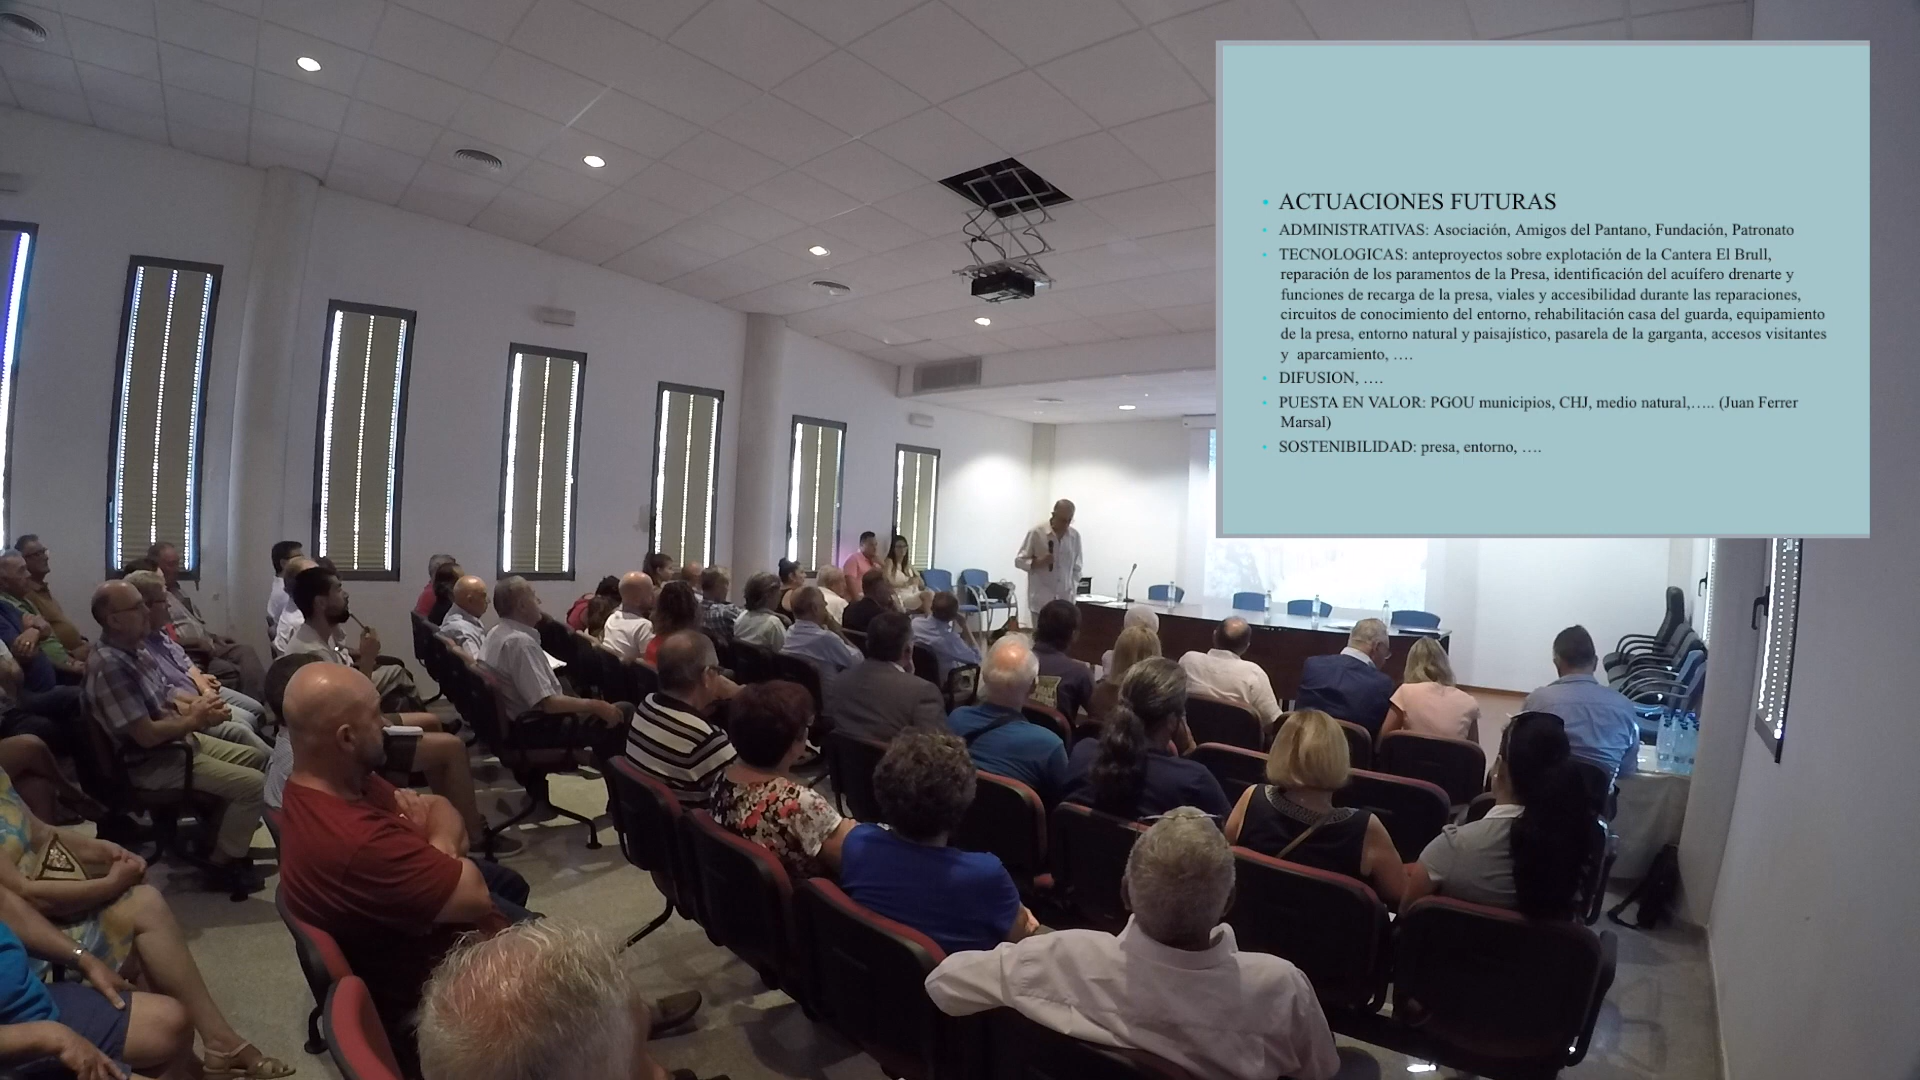 ACTUACIONES FUTURAS
ADMINISTRATIVAS: Asociación, Amigos del Pantano, Fundación, Patronato
TECNOLOGICAS: anteproyectos sobre explotación de la Cantera El Brull,
reparación de los paramentos de la Presa, identificación del acuífero drenarte y
funciones de recarga de la presa, viales y accesibilidad durante las reparaciones,
circuitos de conocimiento del entorno, rehabilitación casa del guarda, equipamiento
de la presa, entorno natural y paisajístico, pasarela de la garganta, accesos visitantes
y aparcamiento, ….
DIFUSION, ….
PUESTA EN VALOR: PGOU municipios, CHJ, medio natural,….. (Juan Ferrer
Marsal)
SOSTENIBILIDAD: presa, entorno, ….